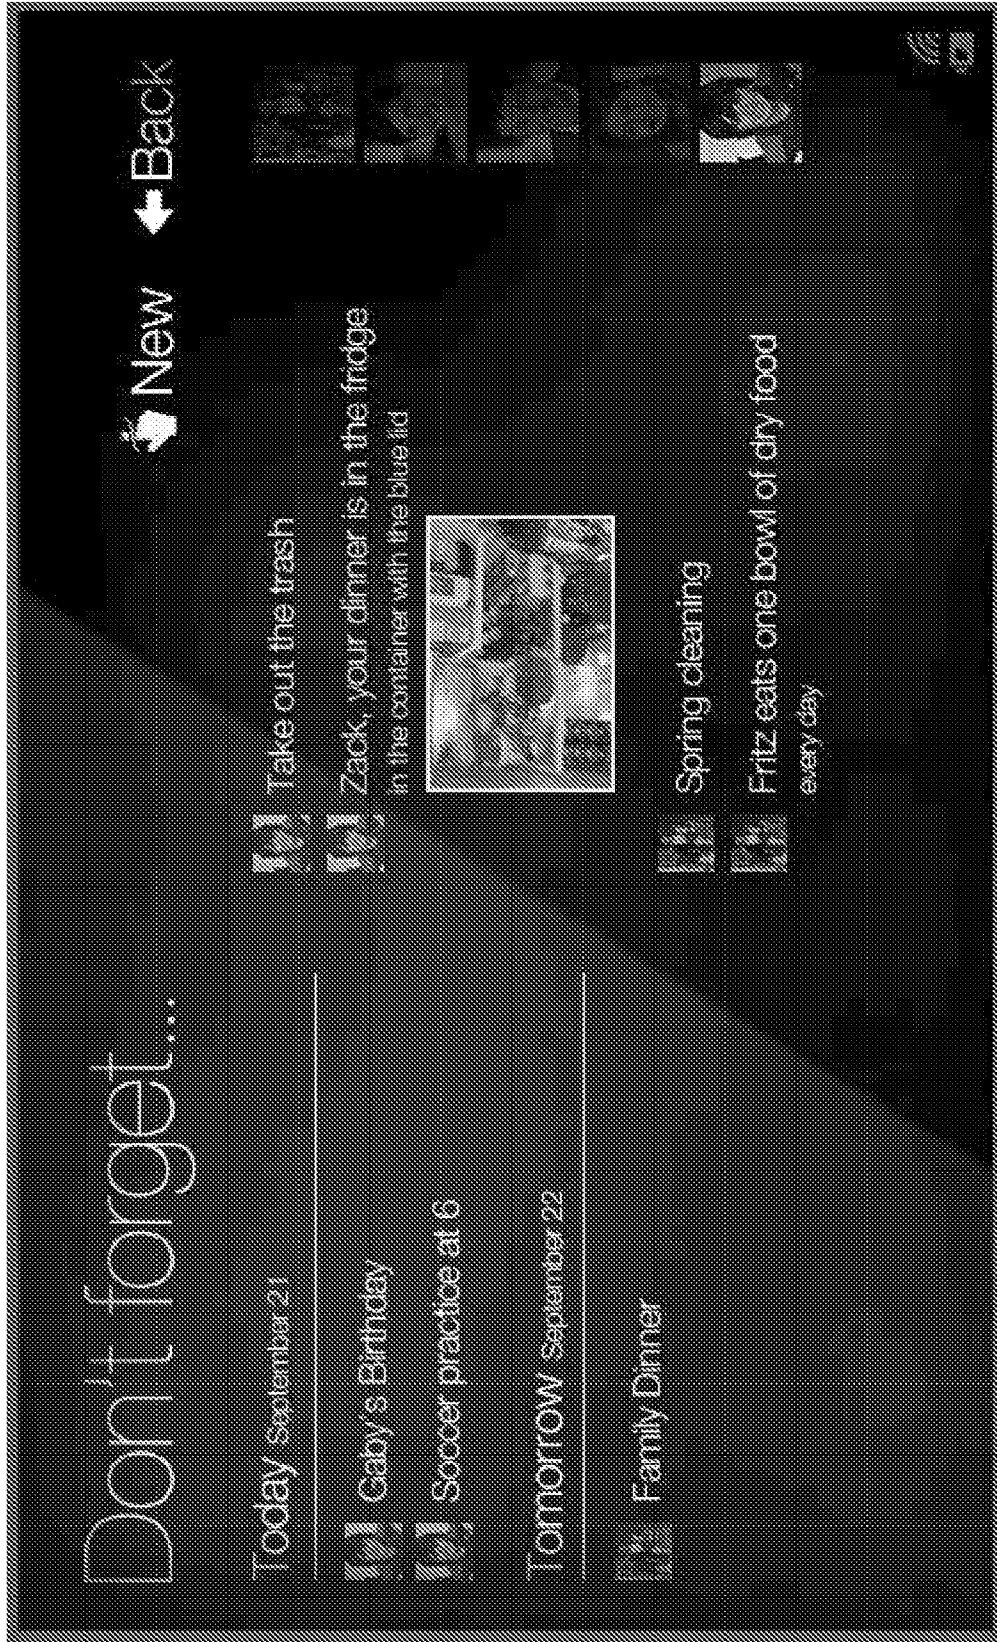 Don't forget...
New
Back
Today September 21
Gaby's Birthday
Soccer practice at 6
Tomorrow September 22
Family Dinner
Take out the trash
Zack, your dinner is in the fridge
in the container with the blue lid
Spring cleaning
Fritz eats one bowl of dry food
every day